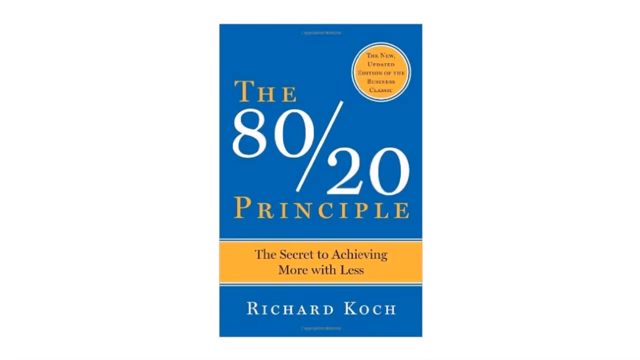 The New,
Updated
Edition of the
Business
Classic
The
80/20
Principle
The Secret to Achieving
More with Less
Richard Koch